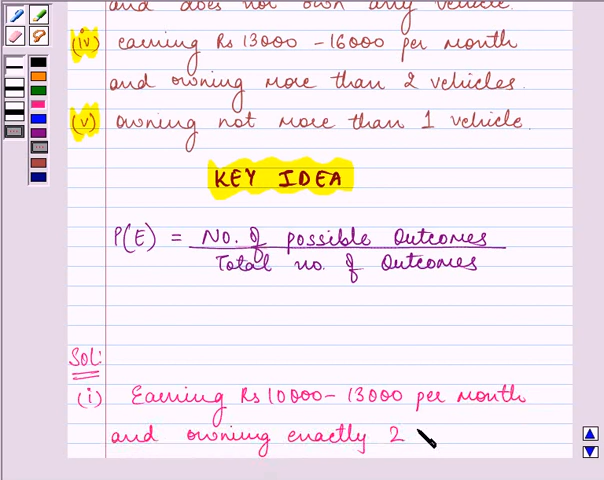 and does not own any vehicle.
(iv) earning Rs 13000 - 16000 per month
and owning more than 2 vehicles.
(v) owning not more than 1 vehicle.
KEY IDEA
P(E) = No. of possible outcomes
Total no. of outcomes
Sol:
(i) Earning Rs 10000 - 13000 per month
and owning exactly 2